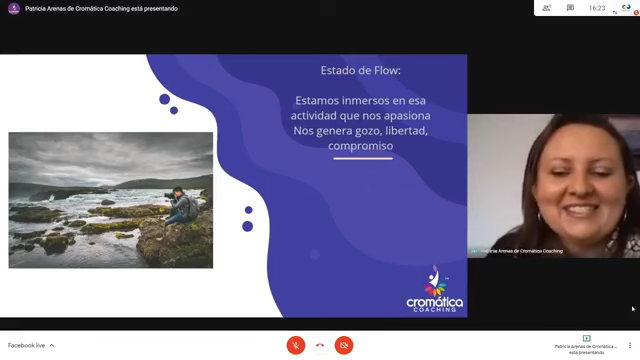 Patricia Arenas de Cromática Coaching está presentando
16:23
Estado de Flow:
Estamos inmersos en esa
actividad que nos apasiona
Nos genera gozo, libertad,
compromiso
Patricia Arenas de Cromática Coaching
cromática
COACHING
Facebook live
Patricia Arenas de Cromática ...
está presentando